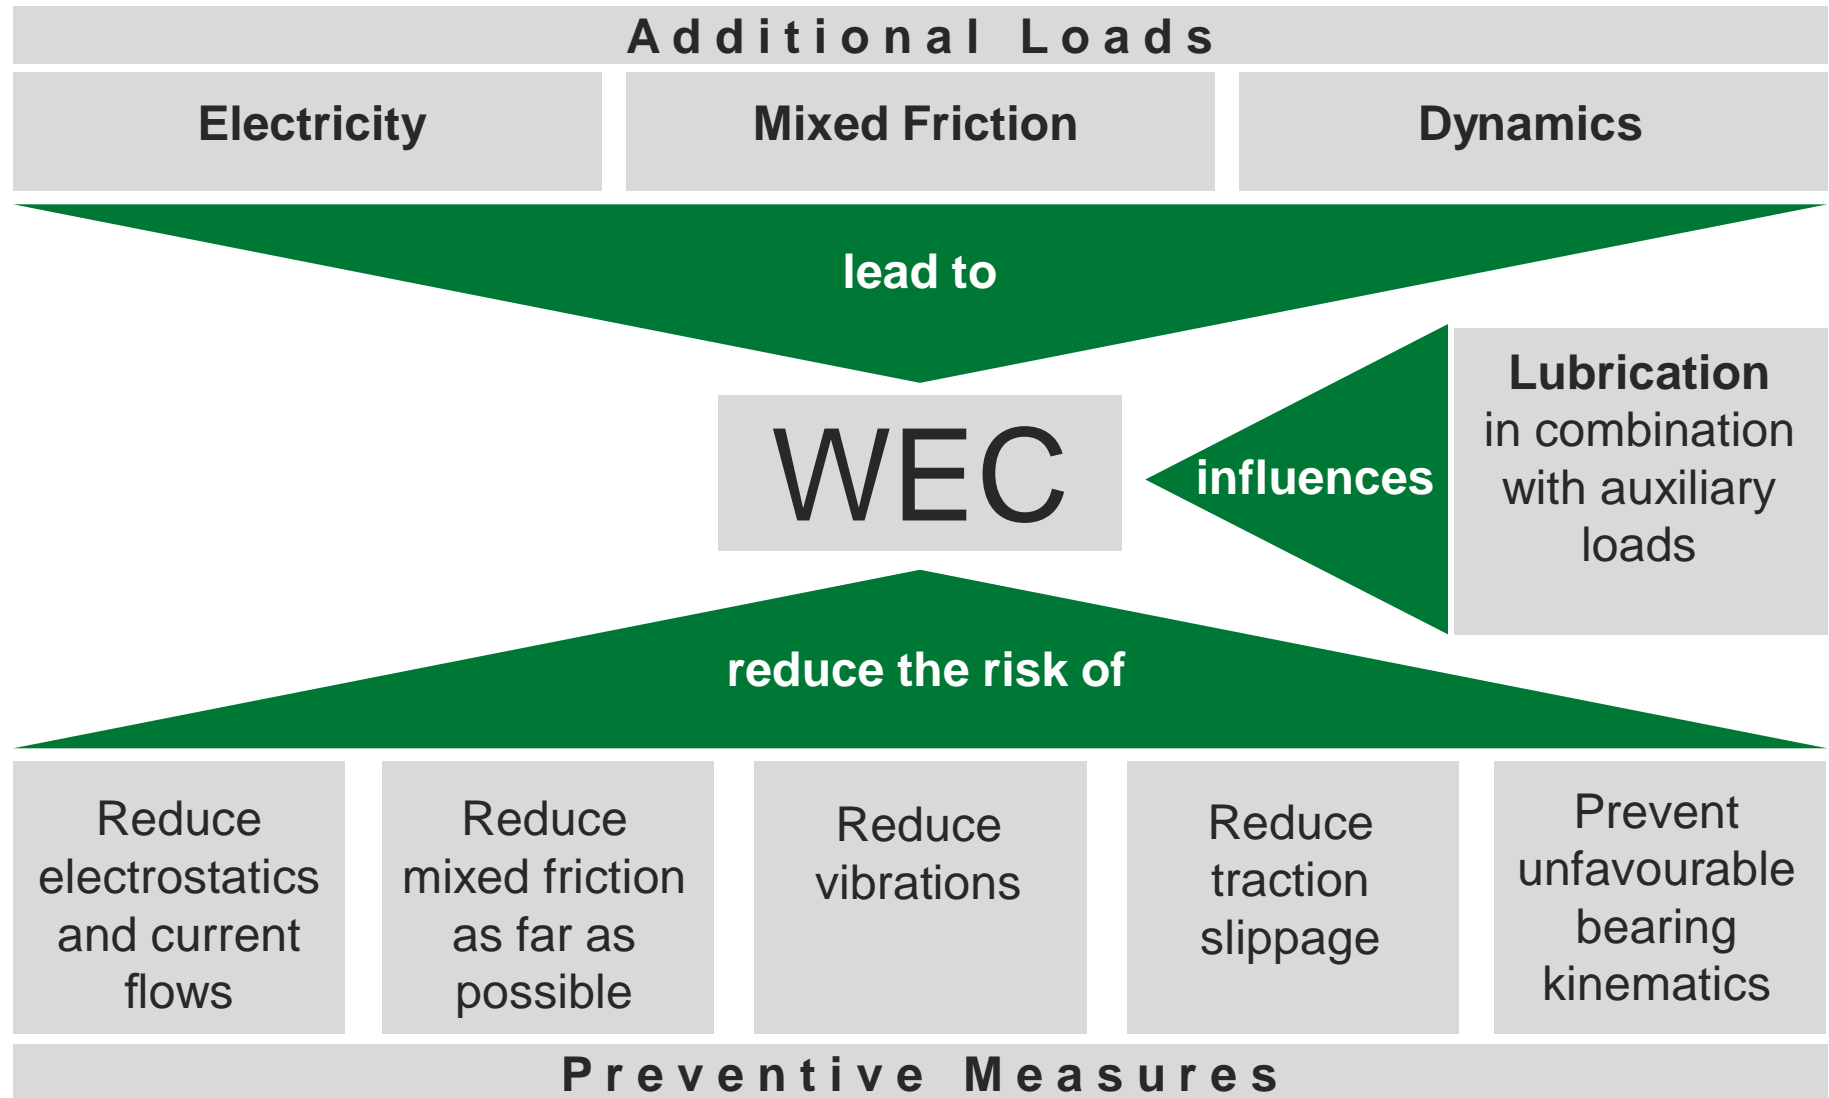 Additional Loads
Electricity
Mixed Friction
Dynamics
lead to
WEC
influences
Lubrication
in combination
with auxiliary
loads
reduce the risk of
Reduce
electrostatics
and current
flows
Reduce
mixed friction
as far as
possible
Reduce
vibrations
Reduce
traction
slippage
Prevent
unfavourable
bearing
kinematics
Preventive Measures